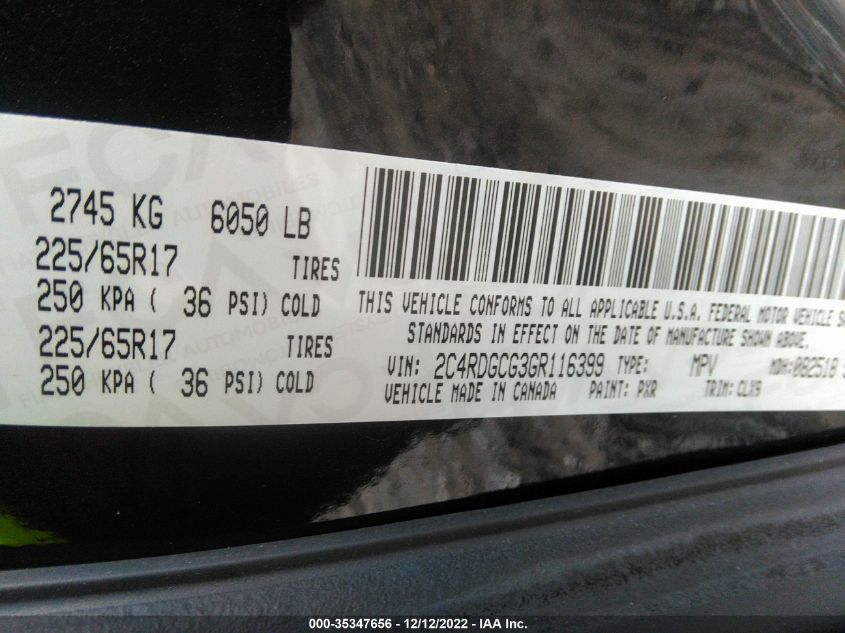 2745 KG 6050 LB
225/65R17 TIRES
250 KPA ( 36 PSI) COLD
225/65R17 TIRES
250 KPA ( 36 PSI) COLD
THIS VEHICLE CONFORMS TO ALL APPLICABLE U.S.A. FEDERAL MOTOR VEHICLE
STANDARDS IN EFFECT ON THE DATE OF MANUFACTURE SHOWN ABOVE.
VIN: 2C4RDGCG3GR116399 TYPE: MPV MDH:082518
VEHICLE MADE IN CANADA PAINT: PXR TRIM: CLX9
000-35347656 - 12/12/2022 - IAA Inc.